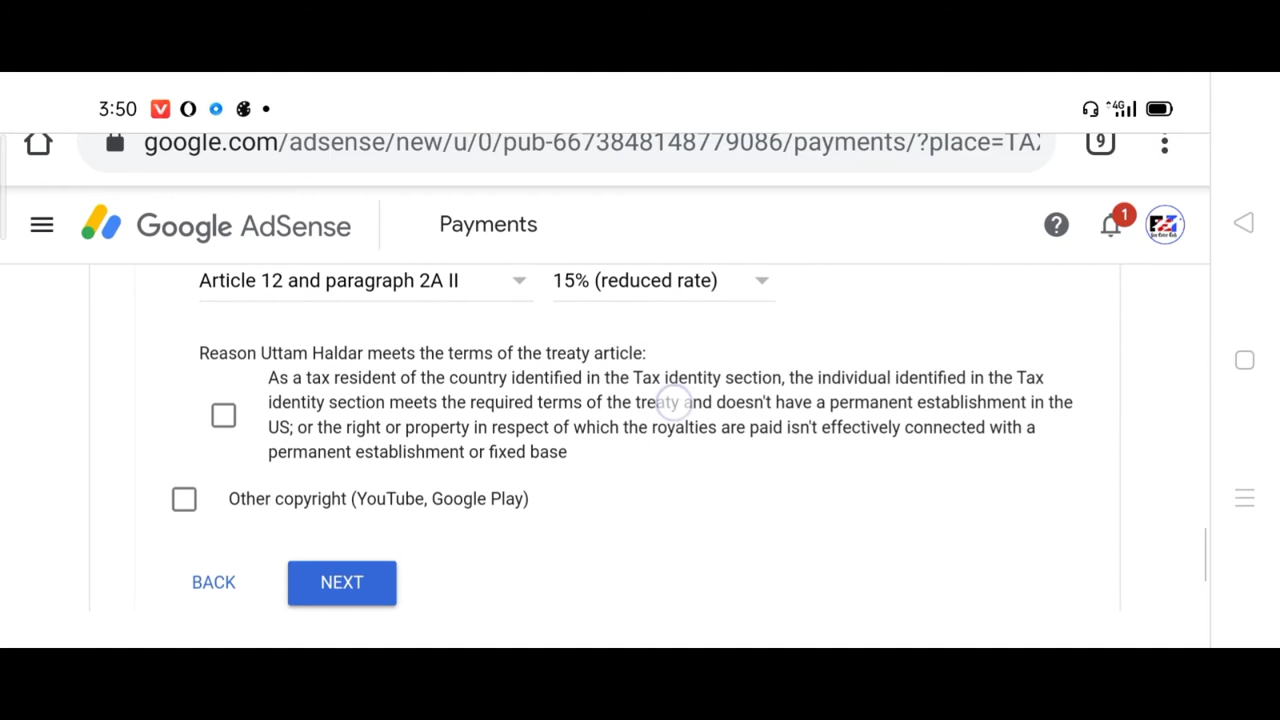 3:50 4G
google.com/adsense/new/u/0/pub-6673848148779086/payments/?place=TAX 9
Google AdSense Payments 1
Article 12 and paragraph 2A II 15% (reduced rate)
Reason Uttam Haldar meets the terms of the treaty article:
As a tax resident of the country identified in the Tax identity section, the individual identified in the Tax
identity section meets the required terms of the treaty and doesn't have a permanent establishment in the
US; or the right or property in respect of which the royalties are paid isn't effectively connected with a
permanent establishment or fixed base
Other copyright (YouTube, Google Play)
BACK NEXT